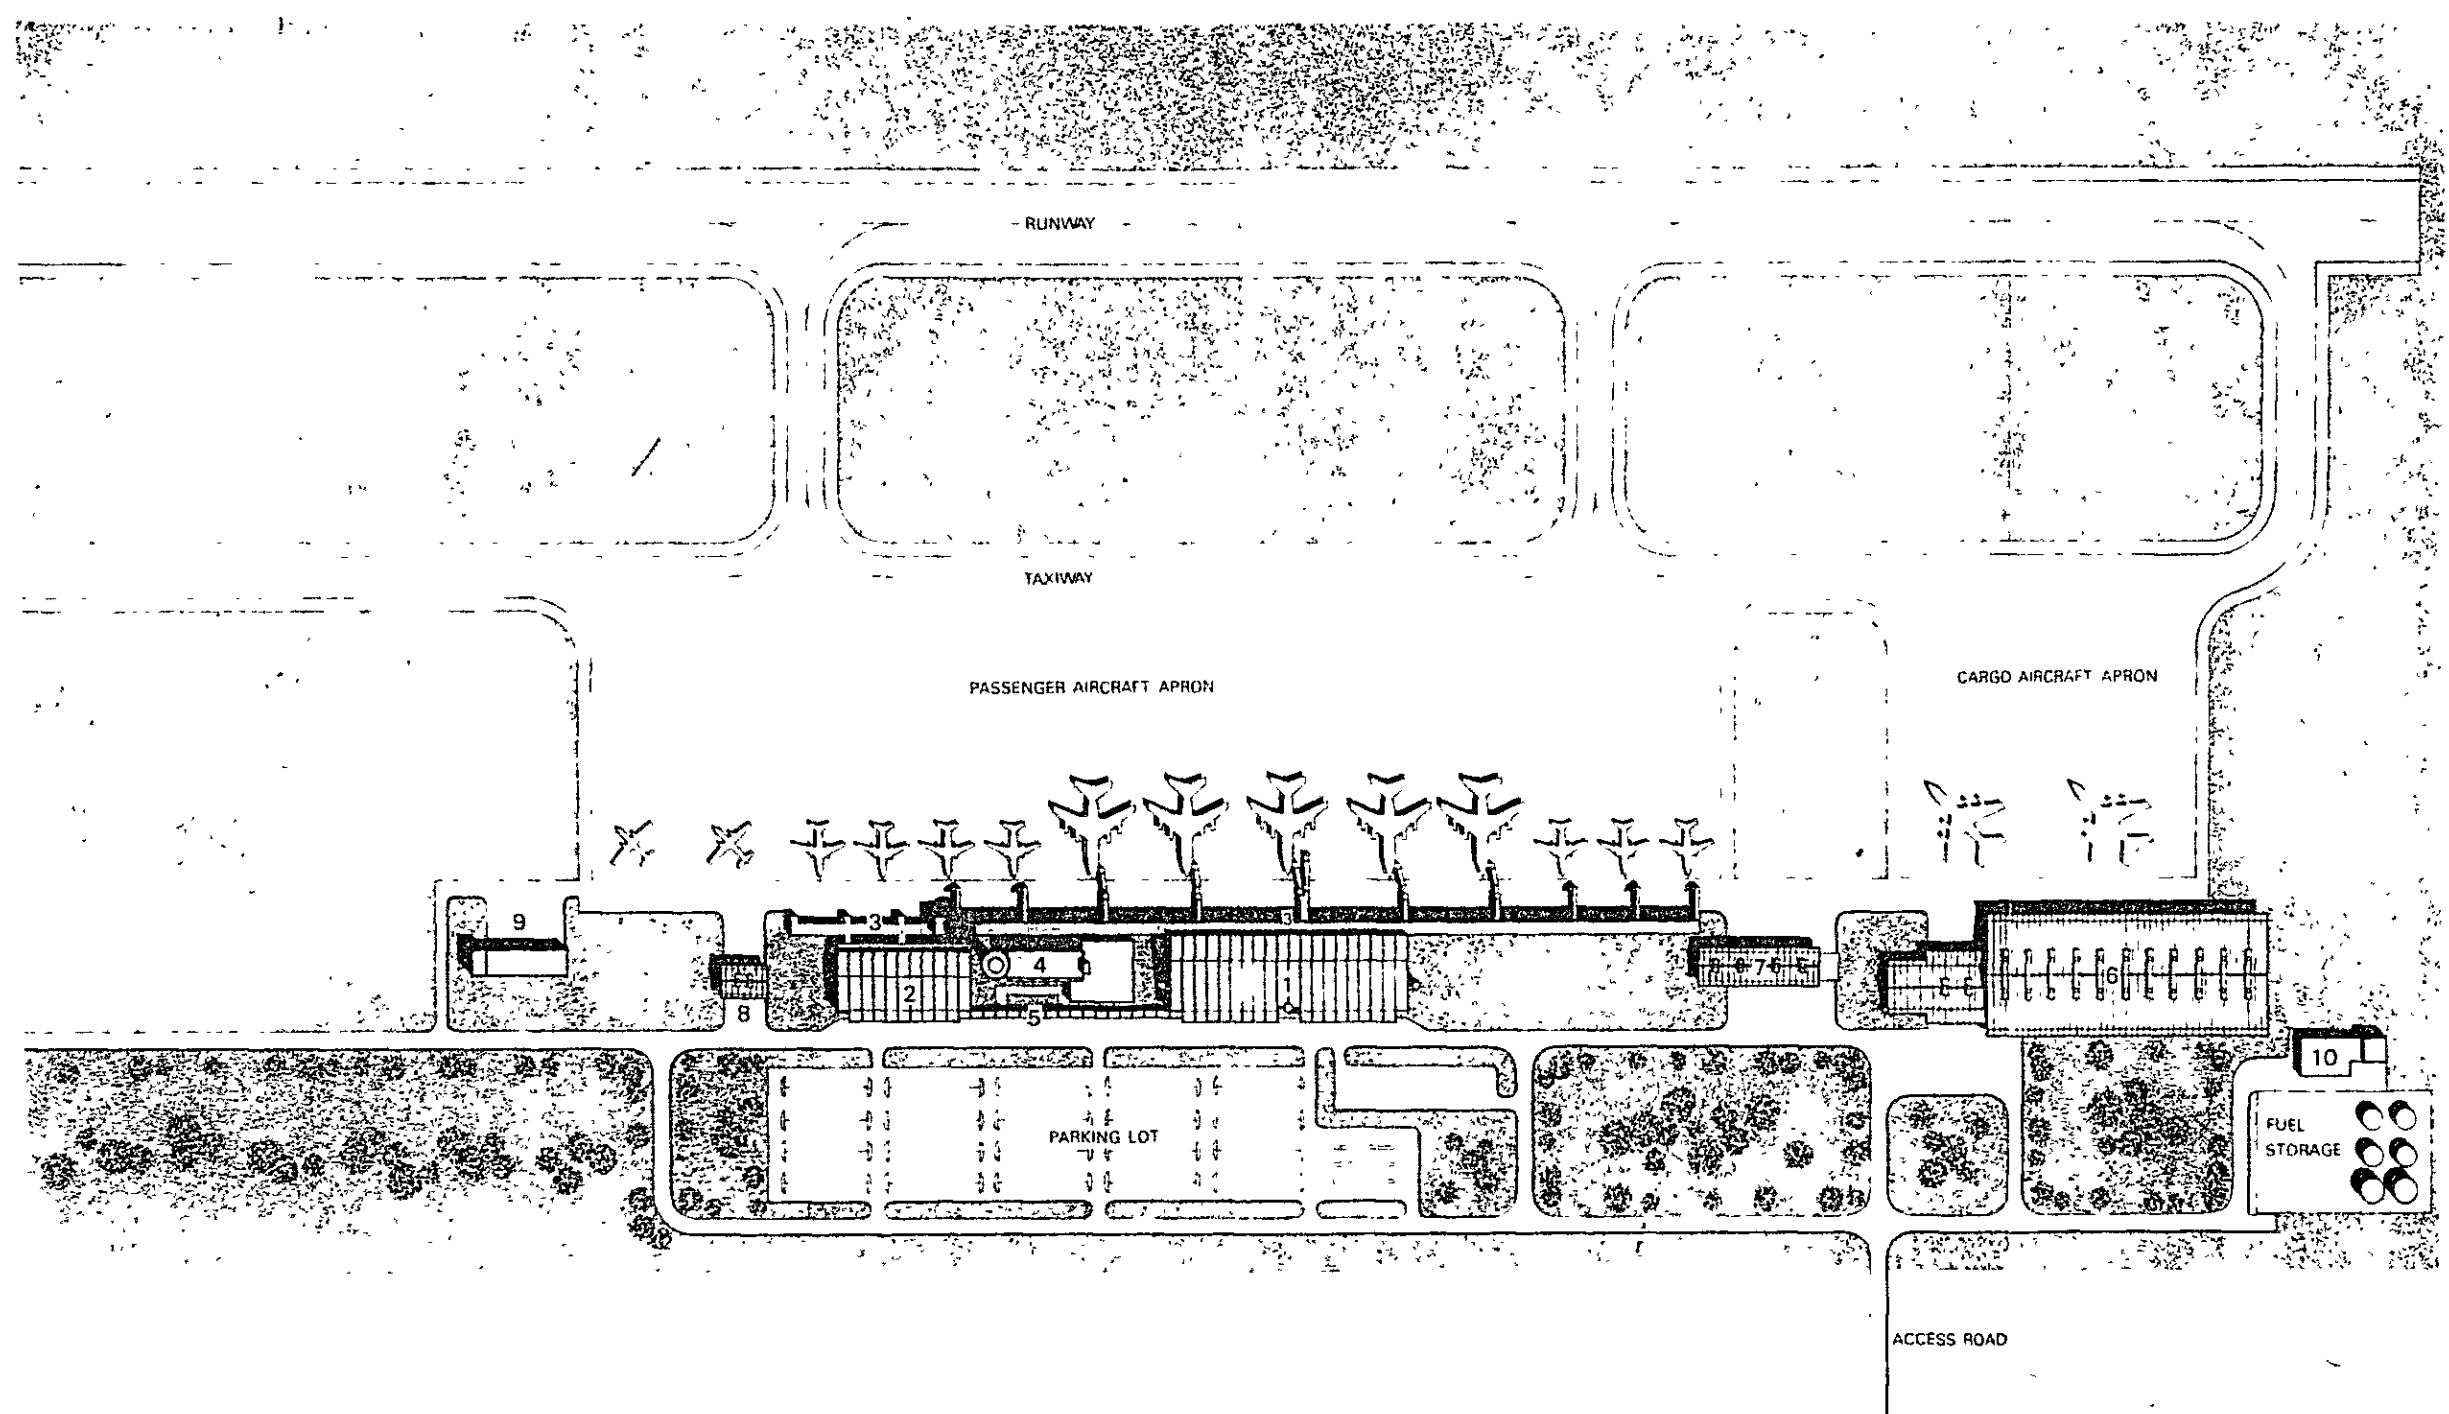 RUNWAY
TAXIWAY
PASSENGER AIRCRAFT APRON
CARGO AIRCRAFT APRON
9
3
3
4
2
1
7
6
8
5
10
PARKING LOT
FUEL
STORAGE
ACCESS ROAD